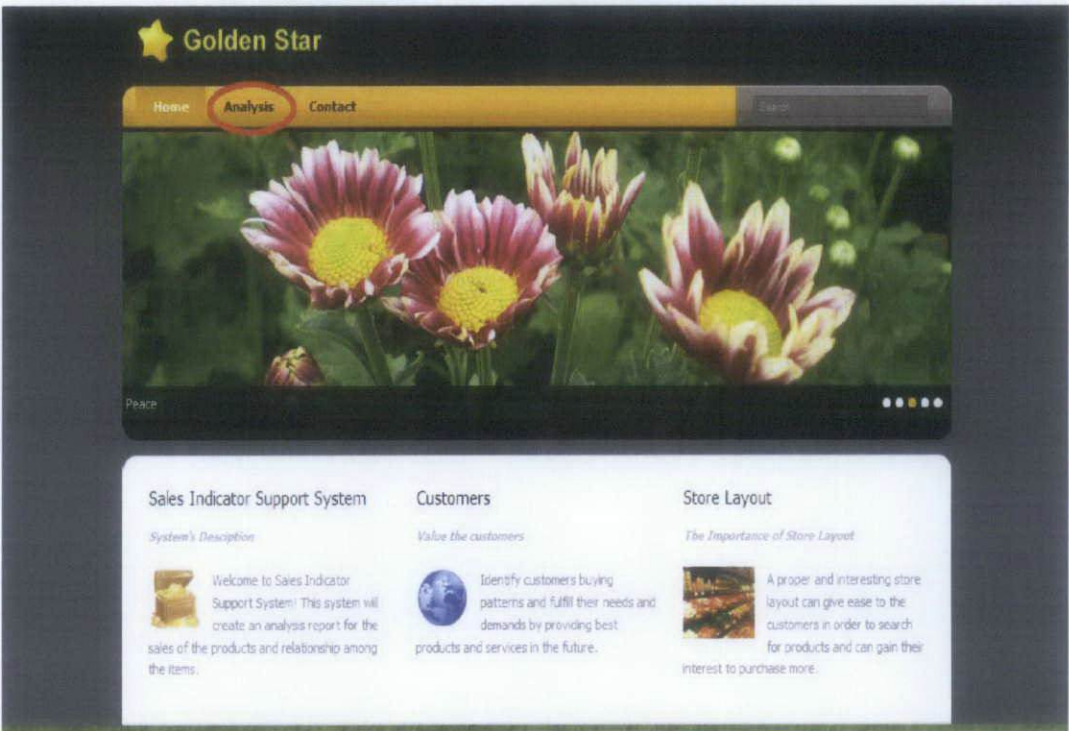 Golden Star
Home Analysis Contact Search
Peace
Sales Indicator Support System
System's Desciption
Welcome to Sales Indicator
Support System! This system will
create an analysis report for the
sales of the products and relationship among
the items.
Customers
Value the customers
Identify customers buying
patterns and fulfill their needs and
demands by providing best
products and services in the future.
Store Layout
The Importance of Store Layout
A proper and interesting store
layout can give ease to the
customers in order to search
for products and can gain their
interest to purchase more.